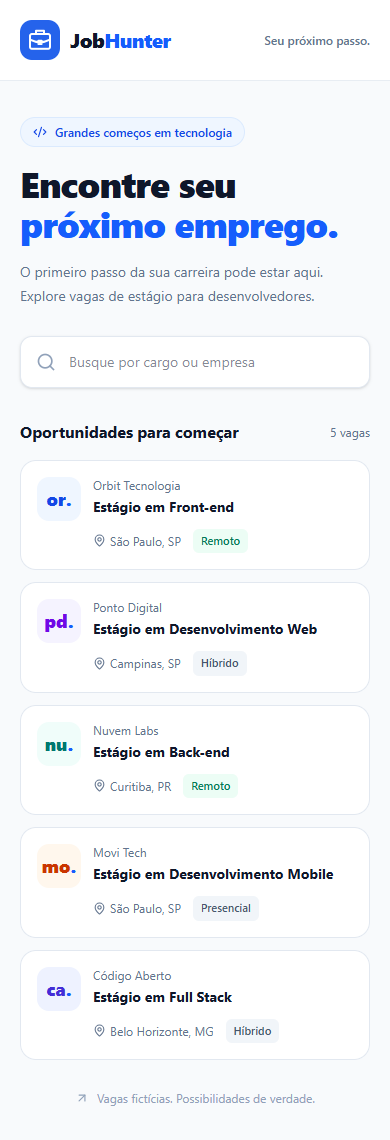 JobHunter
Seu próximo passo.
Grandes começos em tecnologia
Encontre seu
próximo emprego.
O primeiro passo da sua carreira pode estar aqui.
Explore vagas de estágio para desenvolvedores.
Busque por cargo ou empresa
Oportunidades para começar
5 vagas
or.
Orbit Tecnologia
Estágio em Front-end
São Paulo, SP
Remoto
pd.
Ponto Digital
Estágio em Desenvolvimento Web
Campinas, SP
Híbrido
nu.
Nuvem Labs
Estágio em Back-end
Curitiba, PR
Remoto
mo.
Movi Tech
Estágio em Desenvolvimento Mobile
São Paulo, SP
Presencial
ca.
Código Aberto
Estágio em Full Stack
Belo Horizonte, MG
Híbrido
Vagas fictícias. Possibilidades de verdade.